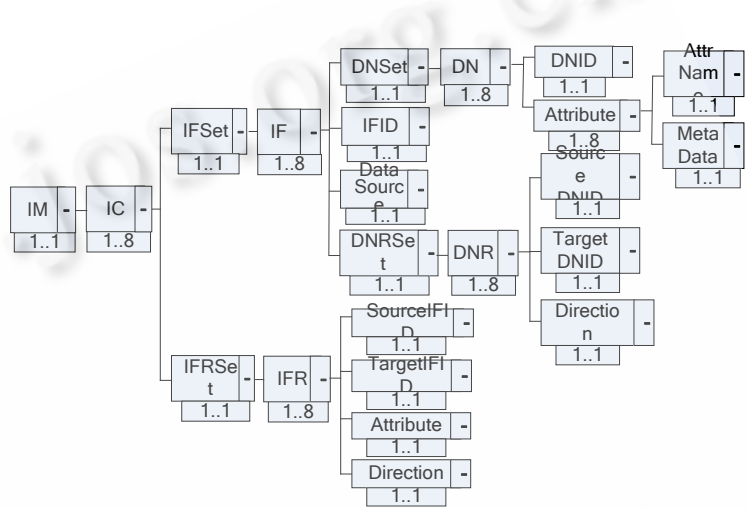 jos.org.c
IM
-
1..1
IC
-
1..8
IFSet
-
1..1
IF
-
1..8
DNSet
-
1..1
DN
-
1..8
DNID
-
1..1
Attribute
-
1..8
Attr
Nam
e
-
1..1
Meta
Data
-
1..1
IFID
-
1..1
Data
Sourc
e
-
1..1
DNRSe
t
-
1..1
DNR
-
1..8
Sourc
e
DNID
-
1..1
Target
DNID
-
1..1
Directio
n
-
1..1
IFRSe
t
-
1..1
IFR
-
1..8
SourceIFI
D
-
1..1
TargetIFI
D
-
1..1
Attribute
-
1..1
Direction
-
1..1